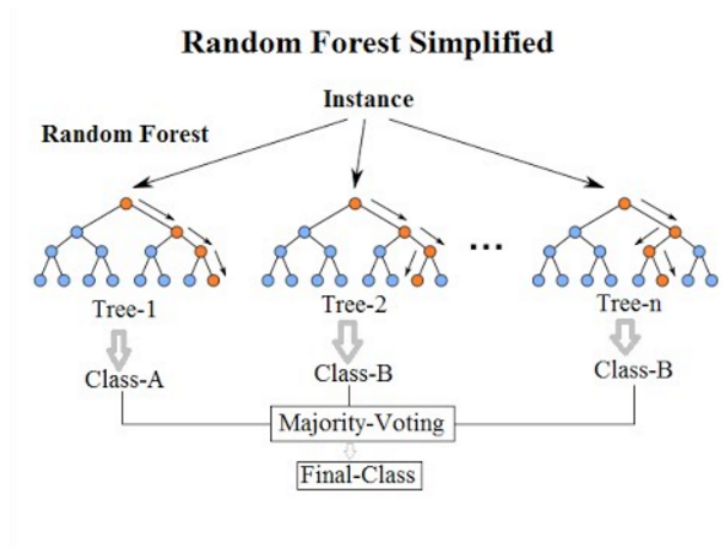 Random Forest Simplified
Instance
Random Forest
...
Tree-1
Tree-2
Tree-n
Class-A
Class-B
Class-B
Majority-Voting
Final-Class